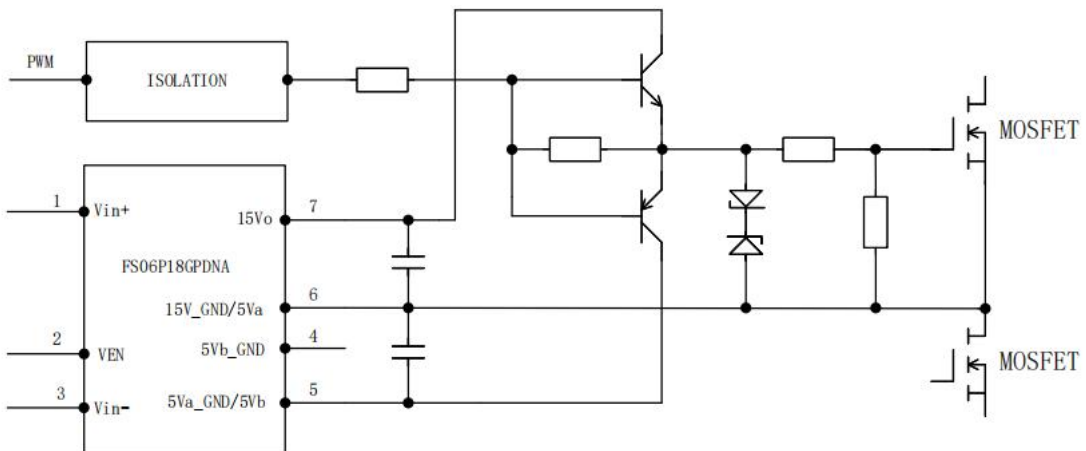 PWM
ISOLATION
MOSFET
1
Vin+
15Vo
7
FS06P18GPDNA
15V_GND/5Va
6
5Vb_GND
4
2
VEN
MOSFET
3
Vin-
5Va_GND/5Vb
5